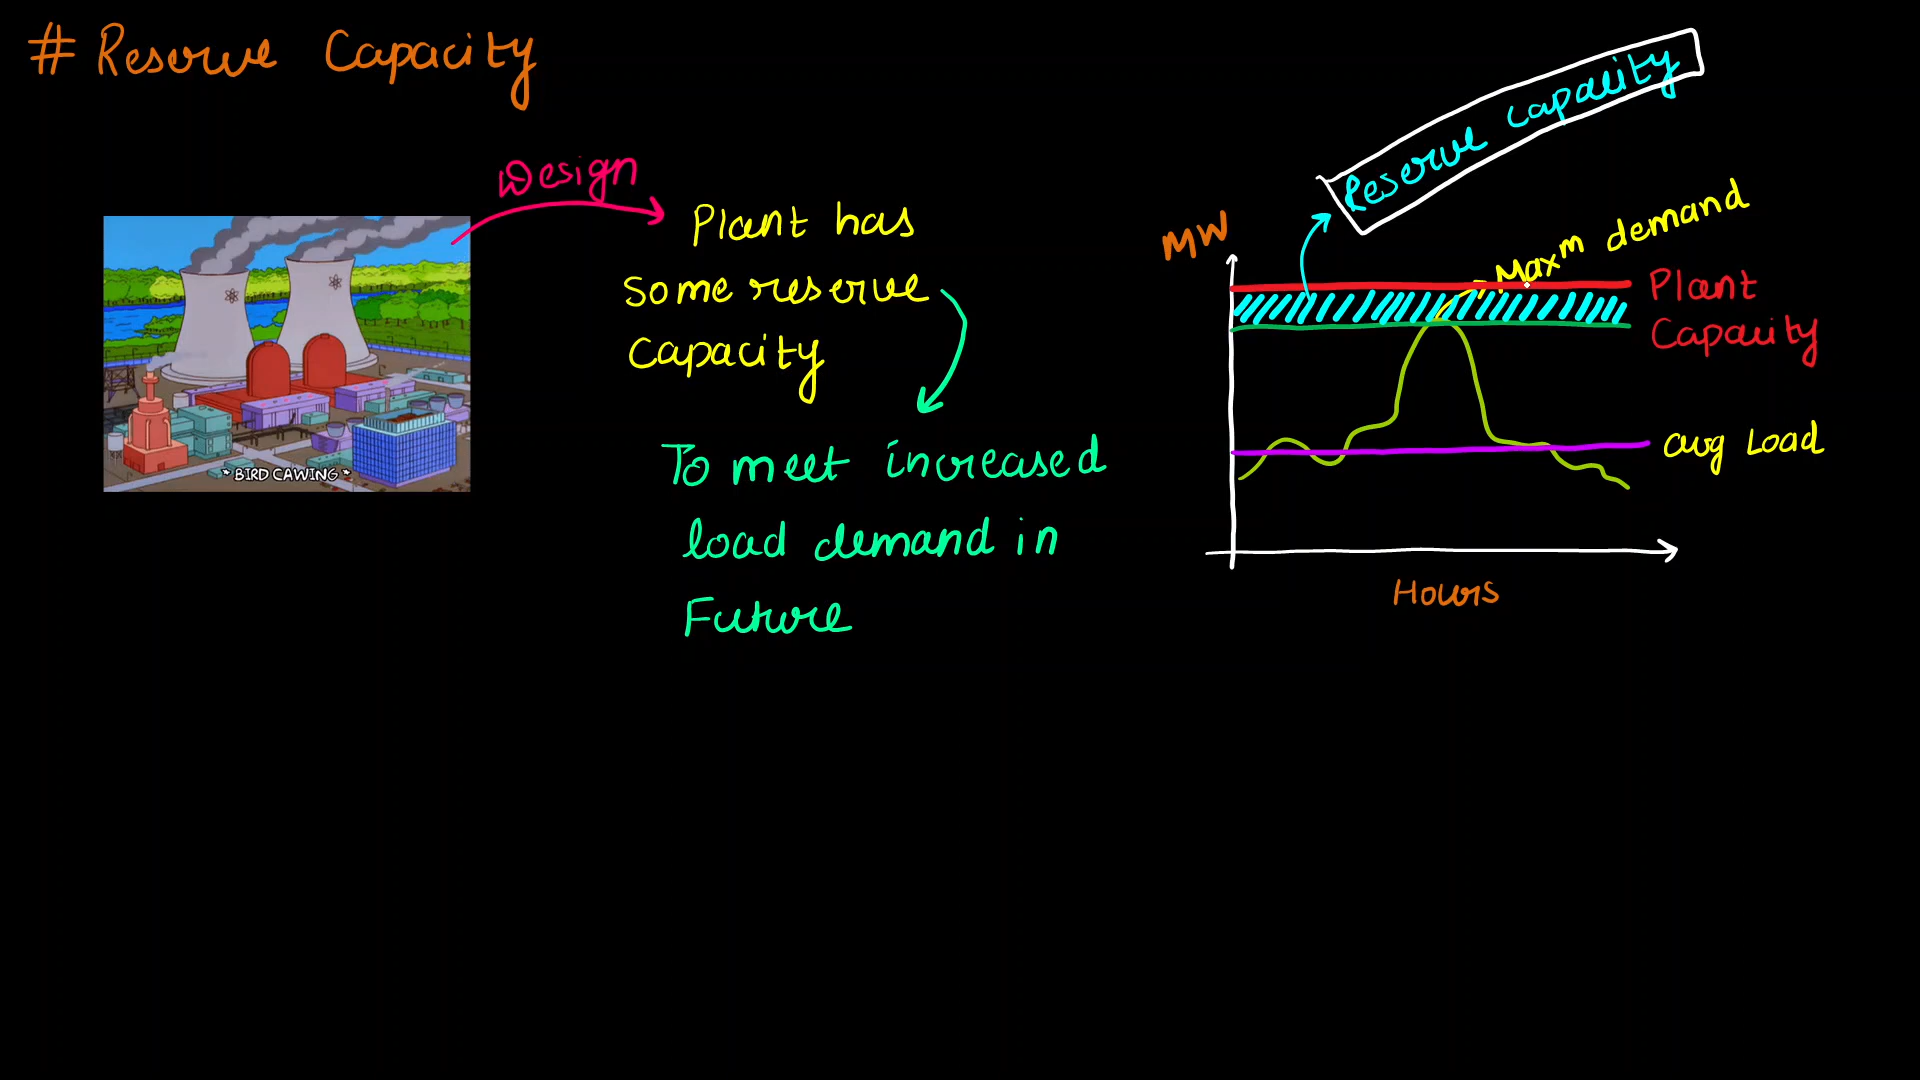 # Reserve Capacity
Design
Plant has
some reserve
Capacity
To meet increased
load demand in
Future
* BIRD CAWING *
Reserve capacity
MW
Maxᵐ demand
Plant
Capacity
avg Load
Hours